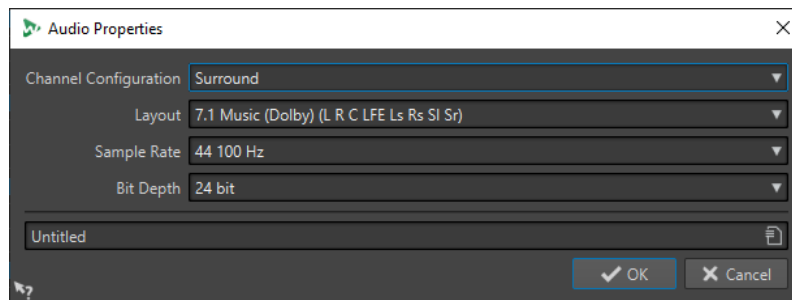 Audio Properties
Channel Configuration Surround
Layout 7.1 Music (Dolby) (L R C LFE Ls Rs Sl Sr)
Sample Rate 44 100 Hz
Bit Depth 24 bit
Untitled
OK Cancel